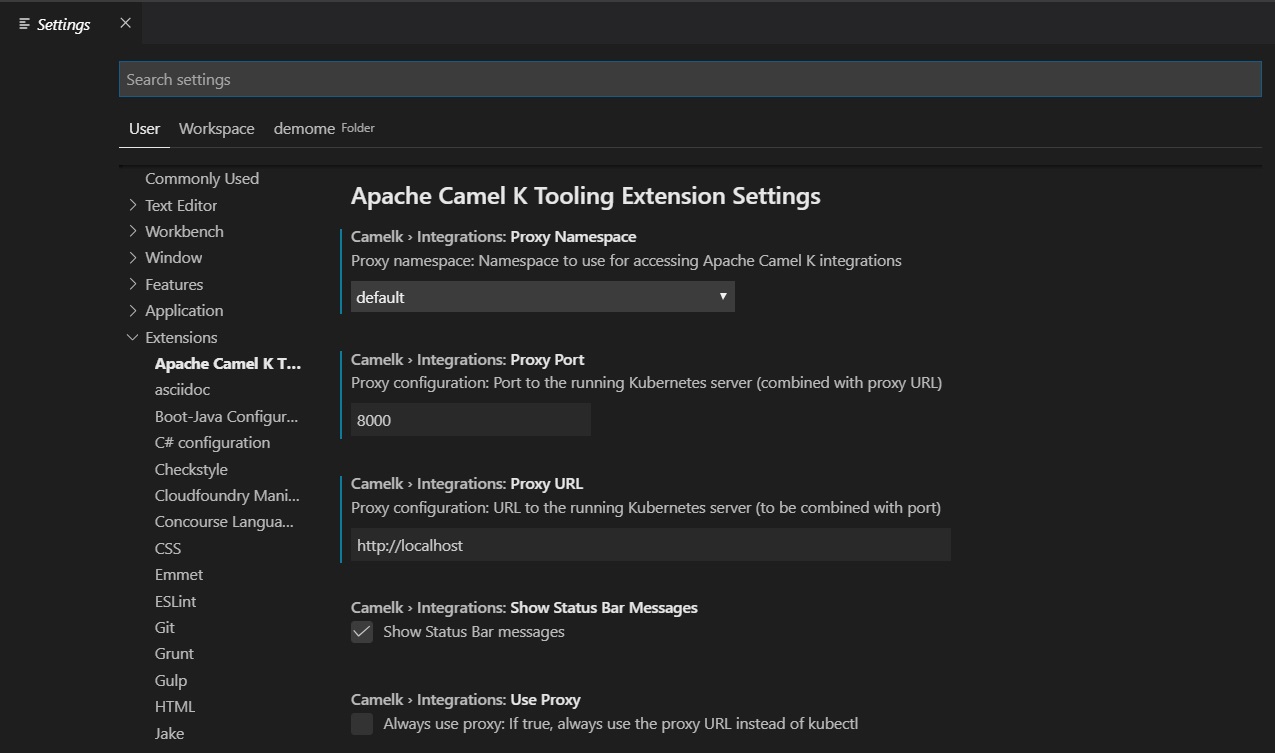 Settings
Search settings
User Workspace demome Folder
Commonly Used
Text Editor
Workbench
Window
Features
Application
Extensions
Apache Camel K T...
asciidoc
Boot-Java Configur...
C# configuration
Checkstyle
Cloudfoundry Mani...
Concourse Langua...
CSS
Emmet
ESLint
Git
Grunt
Gulp
HTML
Jake
Apache Camel K Tooling Extension Settings
Camelk › Integrations: Proxy Namespace
Proxy namespace: Namespace to use for accessing Apache Camel K integrations
default
Camelk › Integrations: Proxy Port
Proxy configuration: Port to the running Kubernetes server (combined with proxy URL)
8000
Camelk › Integrations: Proxy URL
Proxy configuration: URL to the running Kubernetes server (to be combined with port)
http://localhost
Camelk › Integrations: Show Status Bar Messages
Show Status Bar messages
Camelk › Integrations: Use Proxy
Always use proxy: If true, always use the proxy URL instead of kubectl